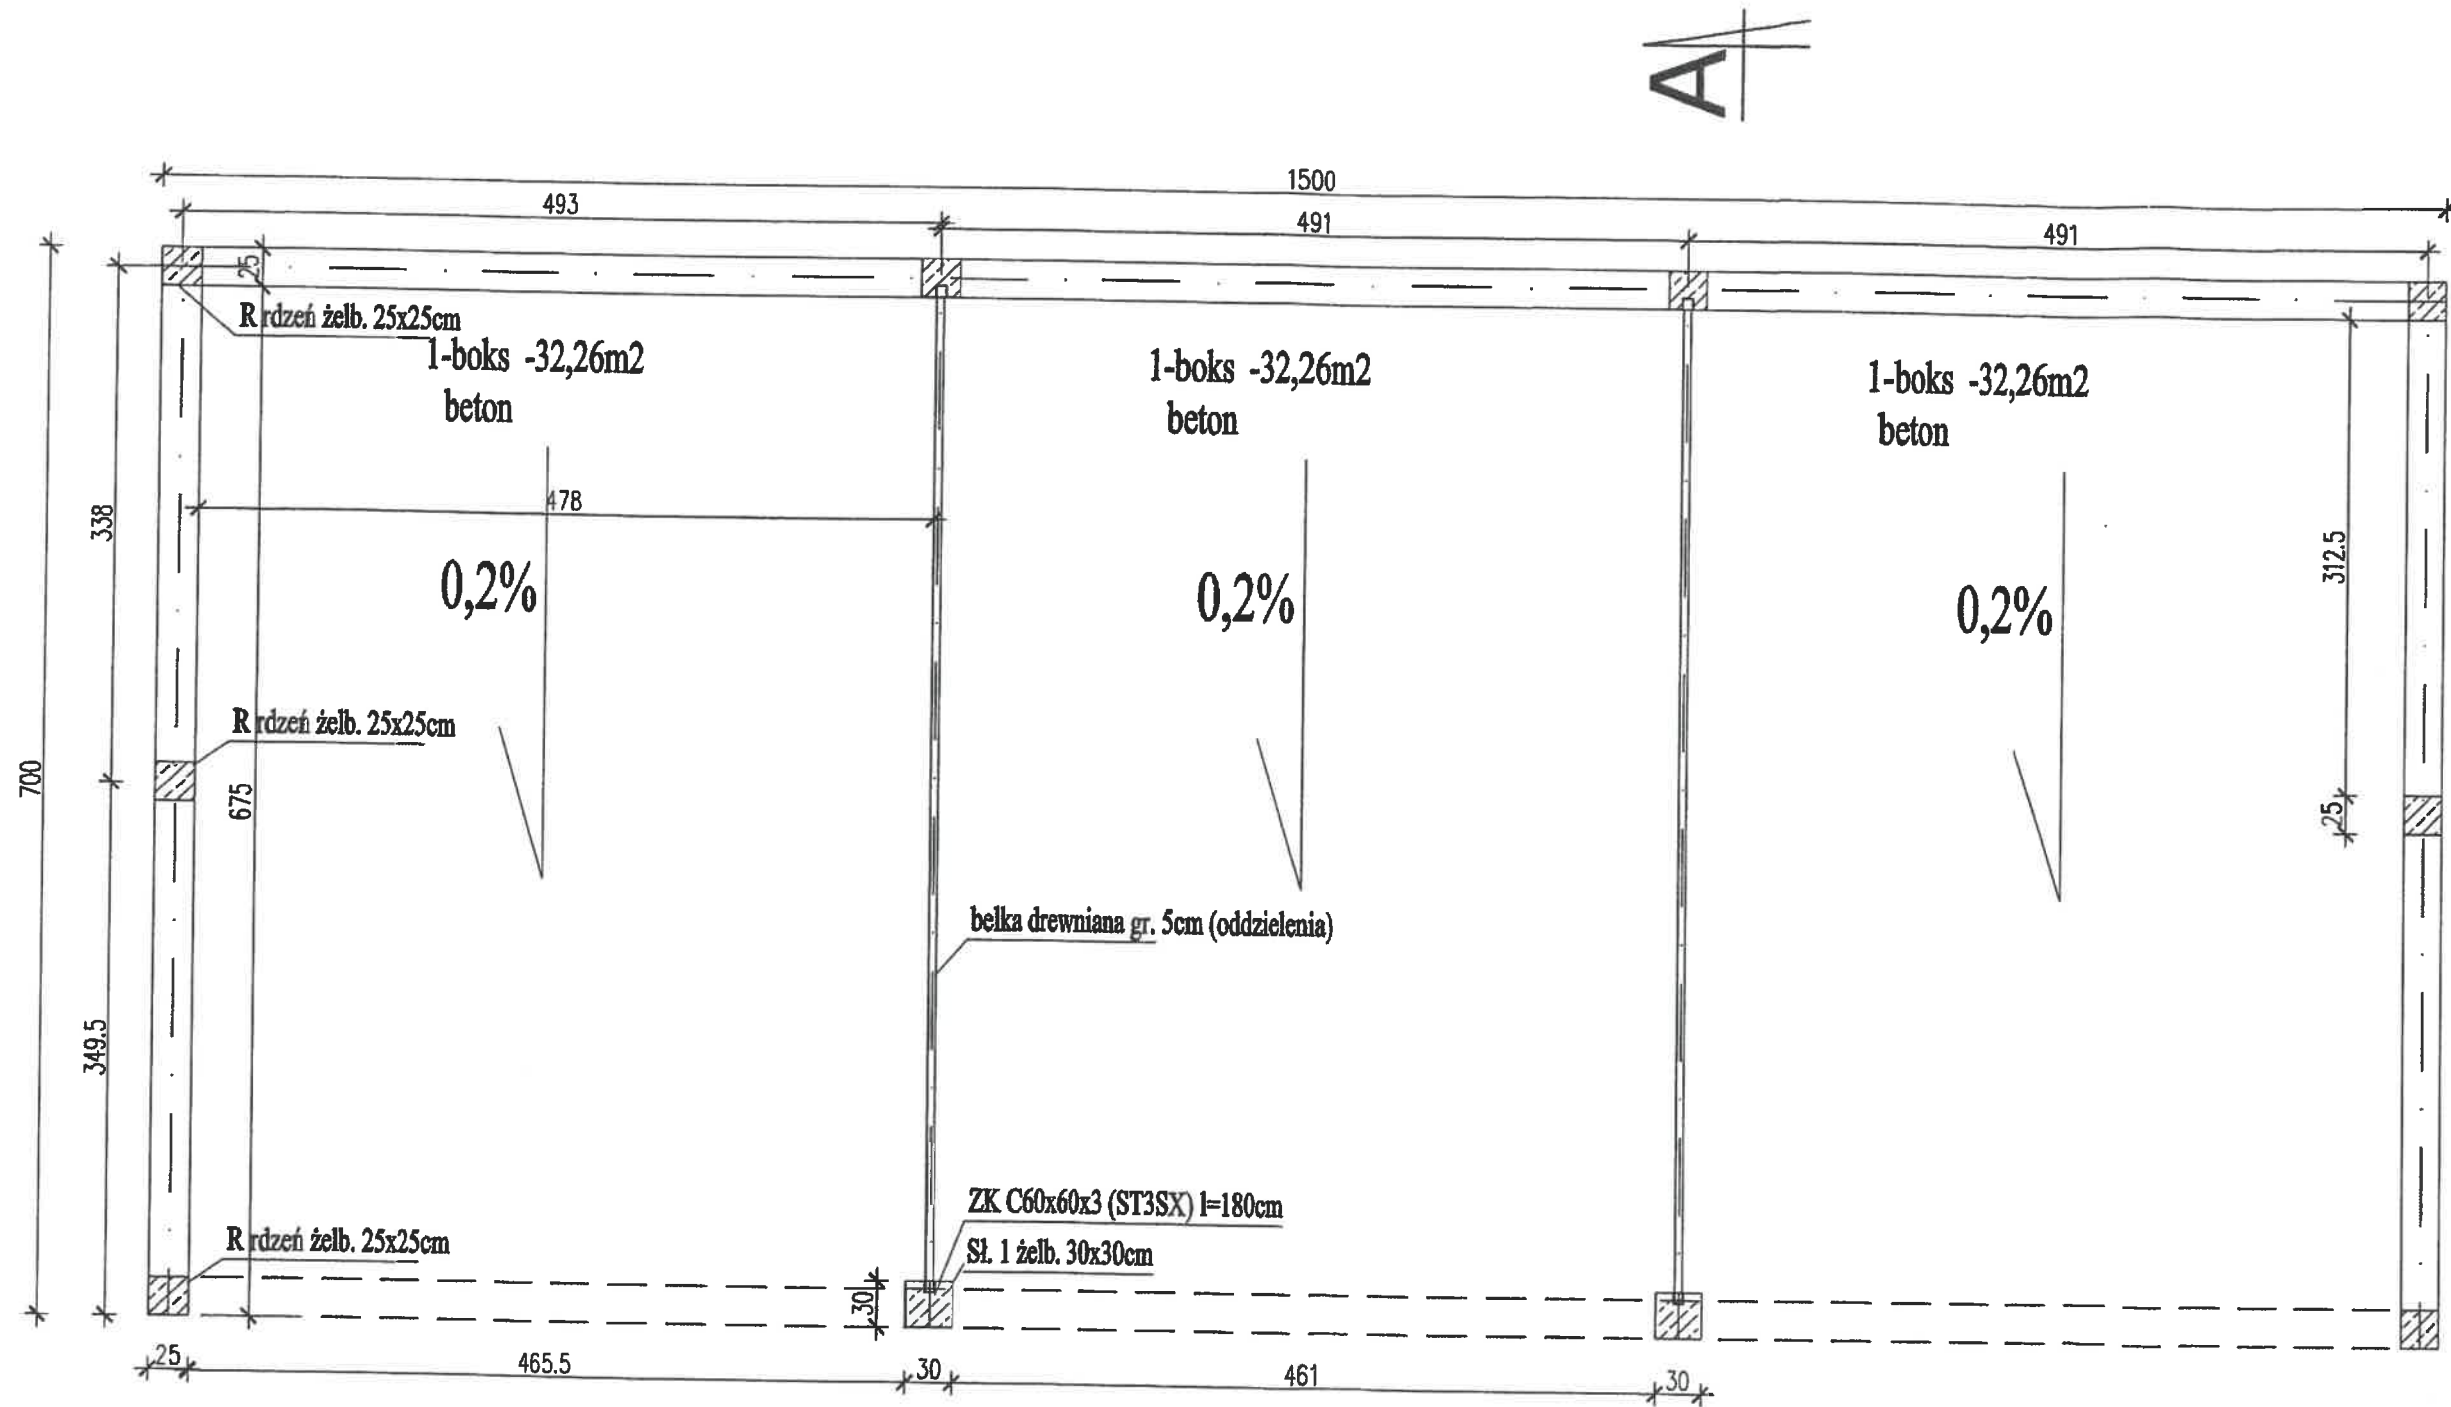 A
1500
493
491
491
25
R rdzeń żelb. 25x25cm
1-boks -32,26m2
beton
1-boks -32,26m2
beton
1-boks -32,26m2
beton
478
338
312.5
0,2%
0,2%
0,2%
R rdzeń żelb. 25x25cm
700
675
25
belka drewniana gr. 5cm (oddzielenia)
349.5
ZK C60x60x3 (ST3SX) l=180cm
R rdzeń żelb. 25x25cm
Sł. 1 żelb. 30x30cm
30
25
465.5
30
461
30